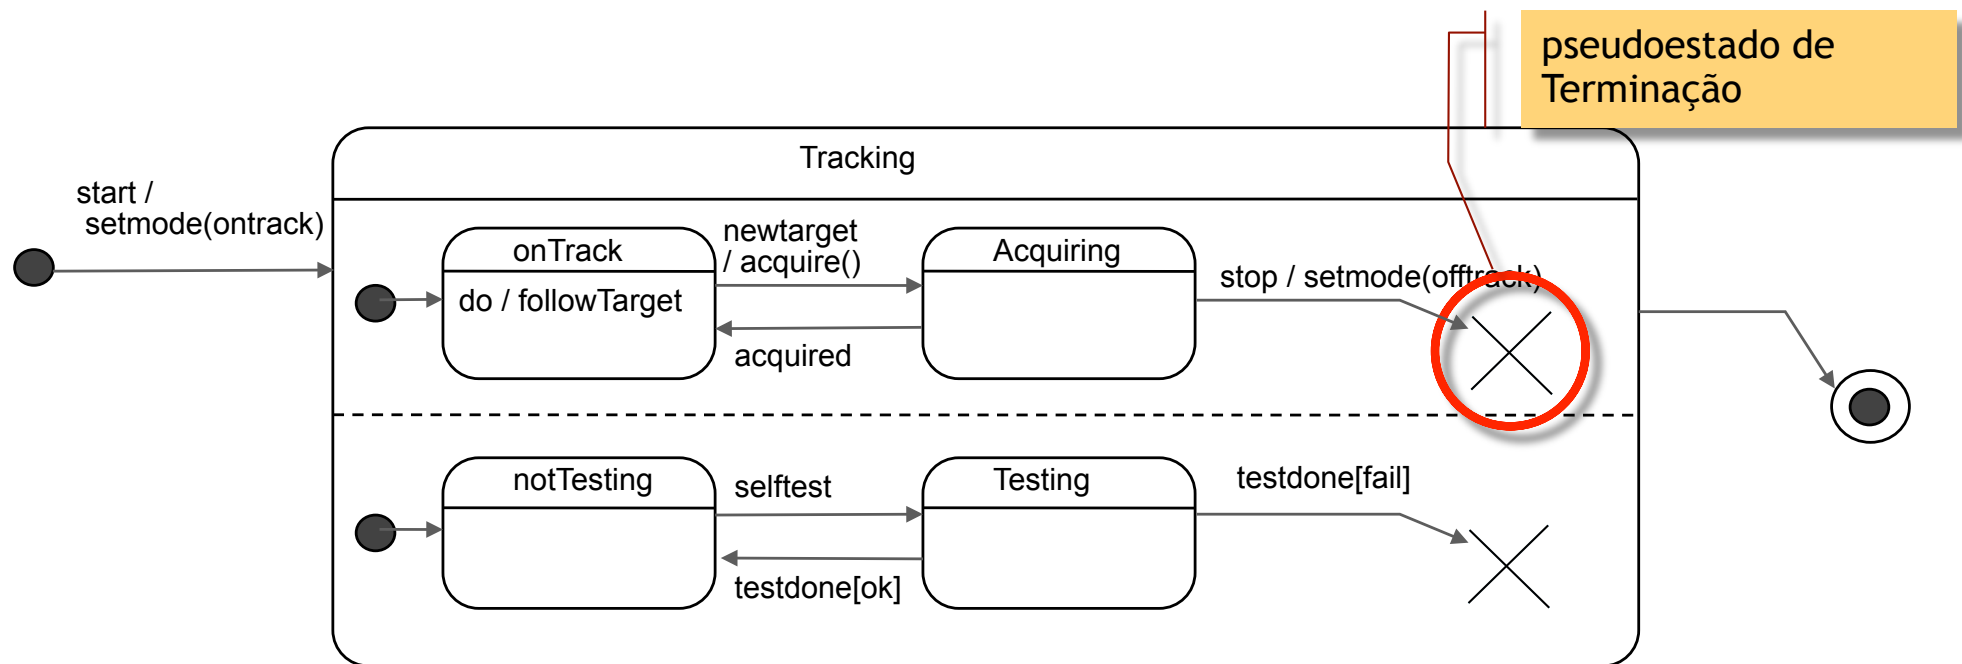 pseudoestado de
Terminação
Tracking
start /
setmode(ontrack)
onTrack
do / followTarget
newtarget
/ acquire()
acquired
Acquiring
stop / setmode(offtrack)
notTesting
selftest
testdone[ok]
Testing
testdone[fail]